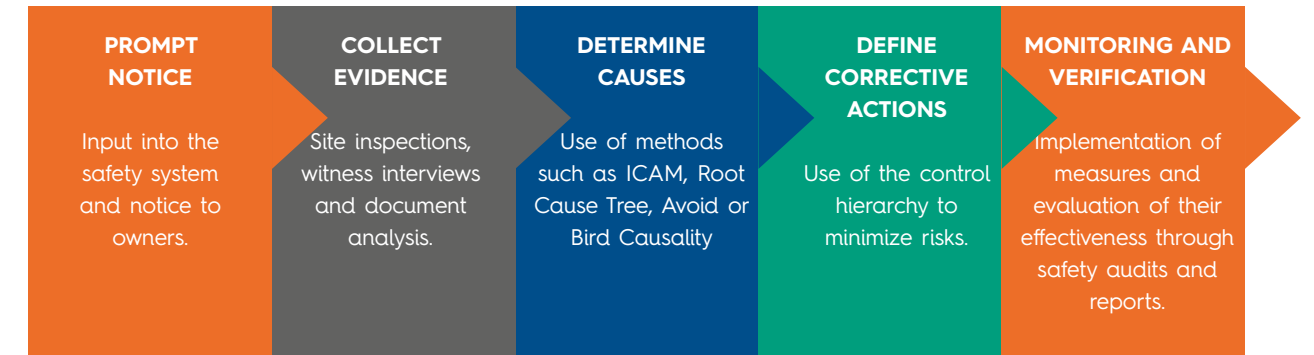 PROMPT
NOTICE
Input into the
safety system
and notice to
owners.
COLLECT
EVIDENCE
Site inspections,
witness interviews
and document
analysis.
DETERMINE
CAUSES
Use of methods
such as ICAM, Root
Cause Tree, Avoid or
Bird Causality
DEFINE
CORRECTIVE
ACTIONS
Use of the control
hierarchy to
minimize risks.
MONITORING AND
VERIFICATION
Implementation of
measures and
evaluation of their
effectiveness through
safety audits and
reports.